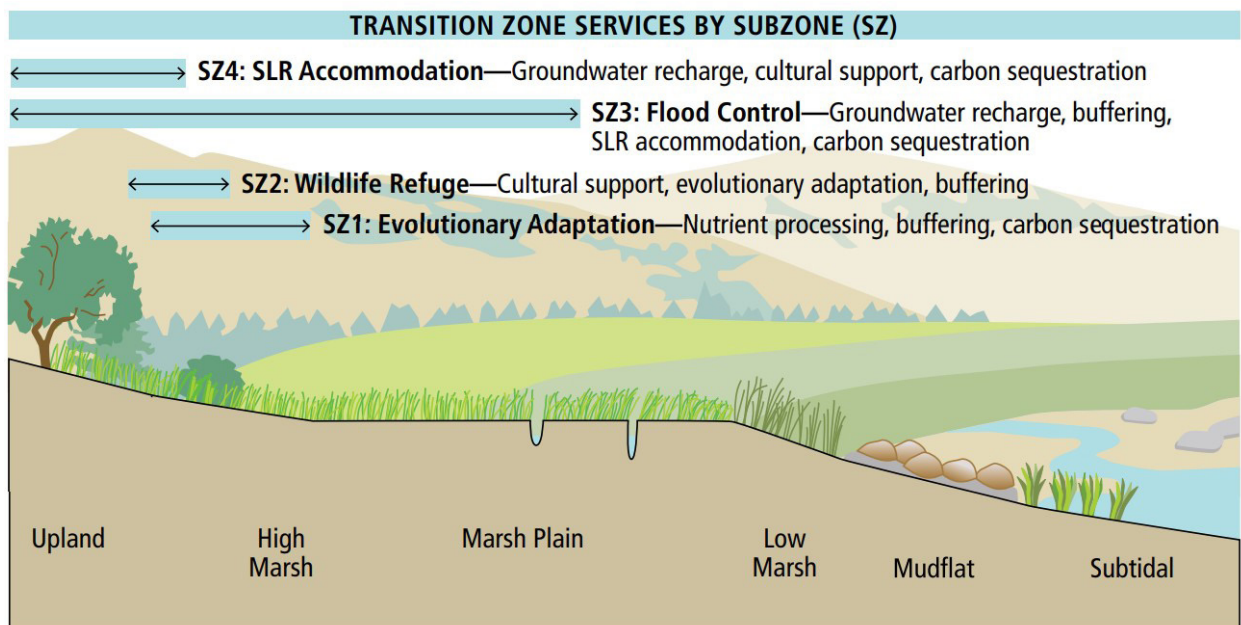 TRANSITION ZONE SERVICES BY SUBZONE (SZ)
SZ4: SLR Accommodation—Groundwater recharge, cultural support, carbon sequestration
SZ3: Flood Control—Groundwater recharge, buffering,
SLR accommodation, carbon sequestration
SZ2: Wildlife Refuge—Cultural support, evolutionary adaptation, buffering
SZ1: Evolutionary Adaptation—Nutrient processing, buffering, carbon sequestration
Upland
High
Marsh
Marsh Plain
Low
Marsh
Mudflat
Subtidal